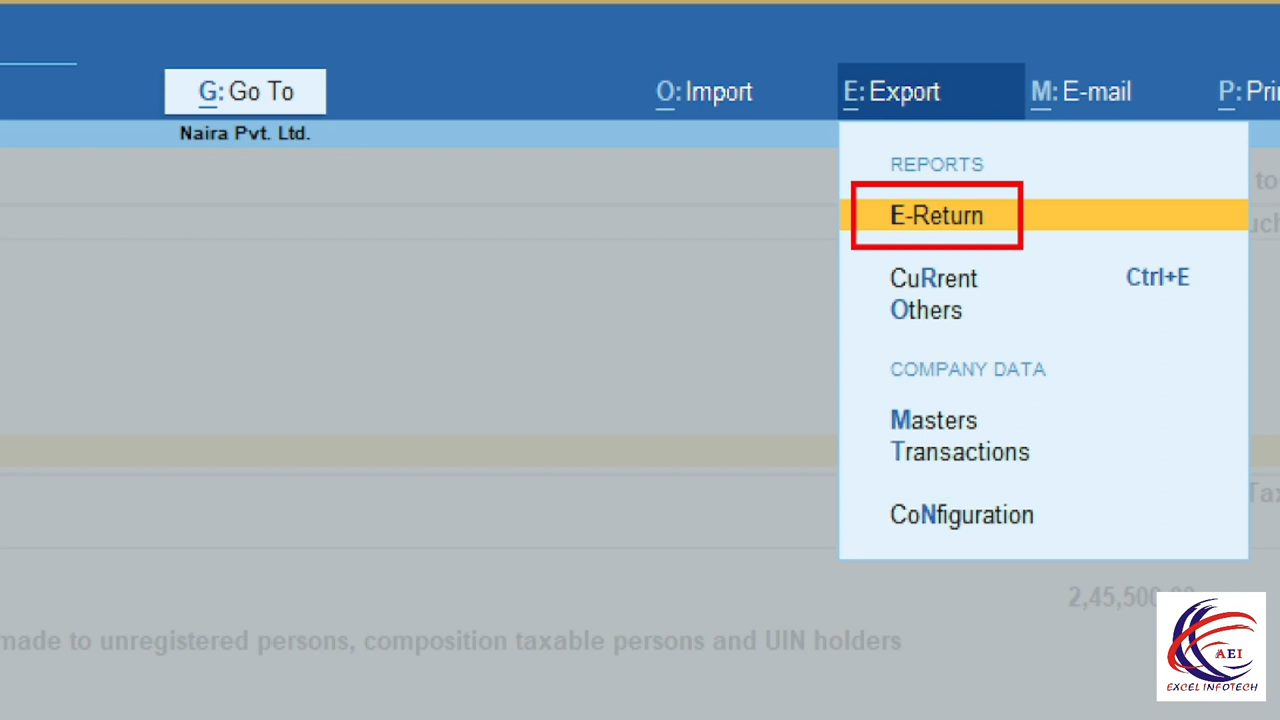 G: Go To
O: Import
E: Export
M: E-mail
P:
Naira Pvt. Ltd.
REPORTS
to
E-Return
CuRrent Ctrl+E
Others
COMPANY DATA
Masters
Transactions
CoNfiguration
made to unregistered persons, composition taxable persons and UIN holders
AEI
EXCEL INFOTECH